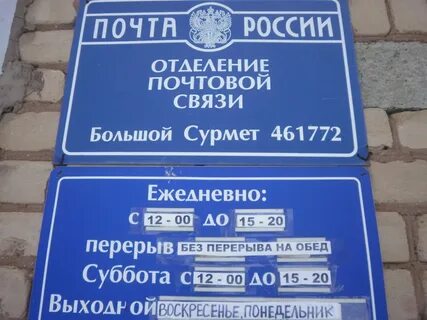 ПОЧТА РОССИИ
ОТДЕЛЕНИЕ
ПОЧТОВОЙ
СВЯЗИ
Большой Сурмет 461772
Ежедневно:
с 12-00 до 15-20
перерыв БЕЗ ПЕРЕРЫВА НА ОБЕД
Суббота с 12-00 до 15-20
Выходной ВОСКРЕСЕНЬЕ, ПОНЕДЕЛЬНИК